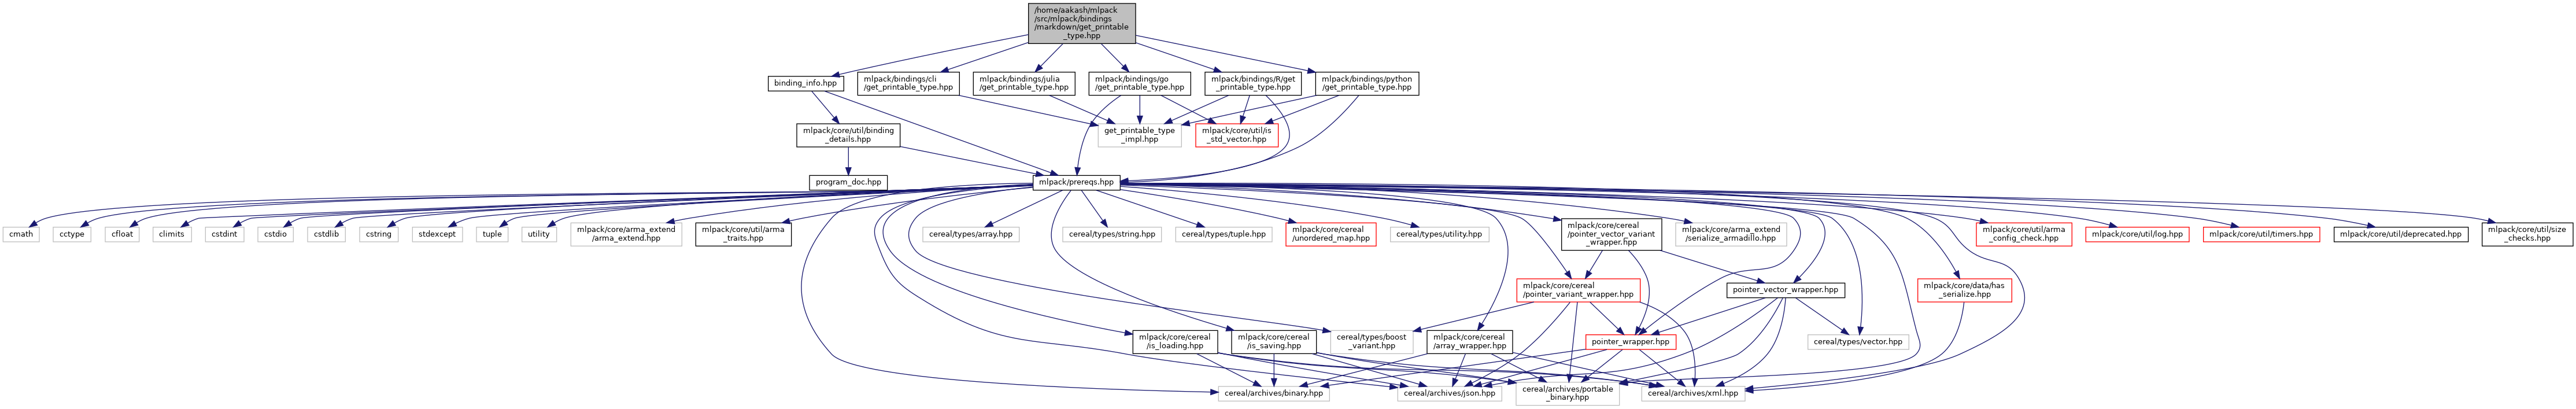 /home/aakash/mlpack
/src/mlpack/bindings
/markdown/get_printable
_type.hpp
binding_info.hpp
mlpack/bindings/cli
/get_printable_type.hpp
mlpack/bindings/julia
/get_printable_type.hpp
mlpack/bindings/go
/get_printable_type.hpp
mlpack/bindings/R/get
_printable_type.hpp
mlpack/bindings/python
/get_printable_type.hpp
mlpack/core/util/binding
_details.hpp
get_printable_type
_impl.hpp
mlpack/core/util/is
_std_vector.hpp
program_doc.hpp
mlpack/prereqs.hpp
cmath
cctype
cfloat
climits
cstdint
cstdio
cstdlib
cstring
stdexcept
tuple
utility
mlpack/core/arma_extend
/arma_extend.hpp
mlpack/core/util/arma
_traits.hpp
cereal/types/array.hpp
cereal/types/string.hpp
cereal/types/tuple.hpp
mlpack/core/cereal
/unordered_map.hpp
cereal/types/utility.hpp
mlpack/core/cereal
/pointer_vector_variant
_wrapper.hpp
mlpack/core/arma_extend
/serialize_armadillo.hpp
mlpack/core/util/arma
_config_check.hpp
mlpack/core/util/log.hpp
mlpack/core/util/timers.hpp
mlpack/core/util/deprecated.hpp
mlpack/core/util/size
_checks.hpp
mlpack/core/cereal
/pointer_variant_wrapper.hpp
pointer_vector_wrapper.hpp
mlpack/core/data/has
_serialize.hpp
mlpack/core/cereal
/is_loading.hpp
mlpack/core/cereal
/is_saving.hpp
cereal/types/boost
_variant.hpp
mlpack/core/cereal
/array_wrapper.hpp
pointer_wrapper.hpp
cereal/types/vector.hpp
cereal/archives/binary.hpp
cereal/archives/json.hpp
cereal/archives/portable
_binary.hpp
cereal/archives/xml.hpp